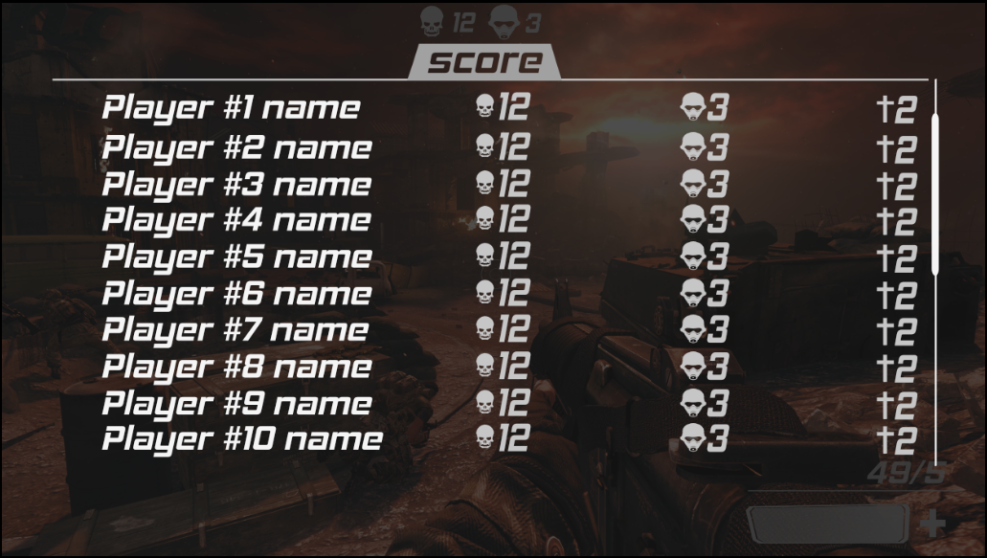 12 3
score
Player #1 name 12 3 †2
Player #2 name 12 3 †2
Player #3 name 12 3 †2
Player #4 name 12 3 †2
Player #5 name 12 3 †2
Player #6 name 12 3 †2
Player #7 name 12 3 †2
Player #8 name 12 3 †2
Player #9 name 12 3 †2
Player #10 name 12 3 †2
49/5